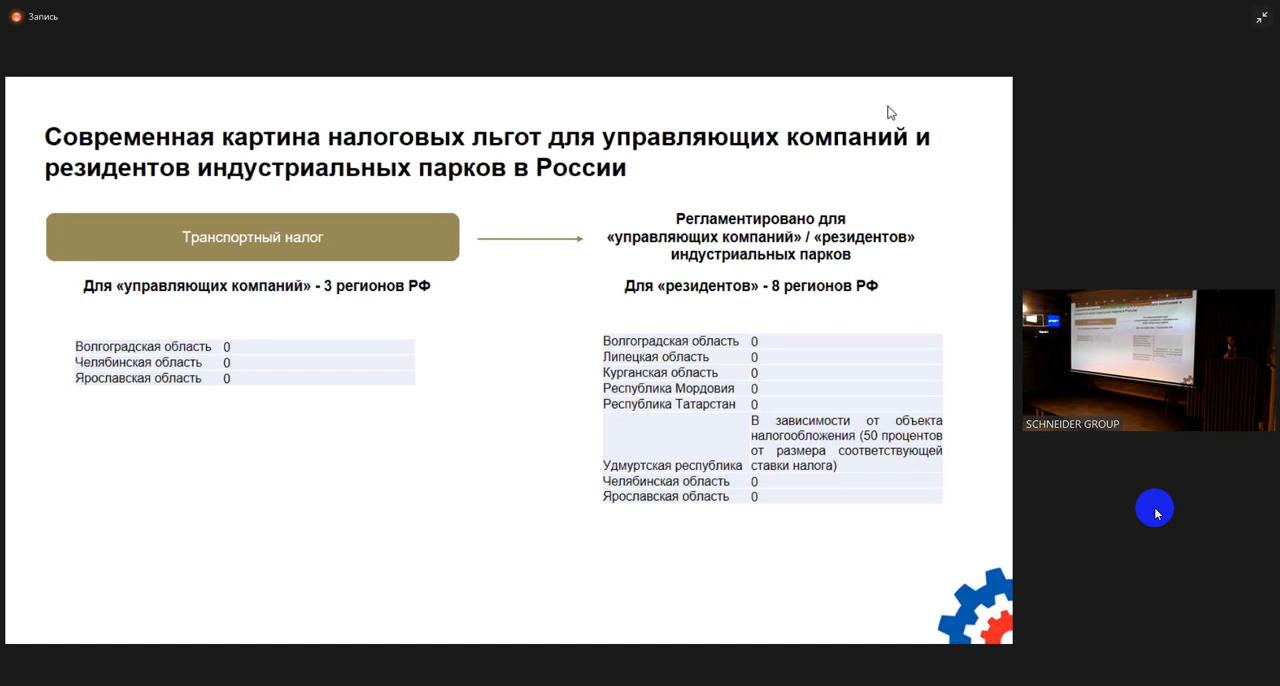 Запись
Современная картина налоговых льгот для управляющих компаний и
резидентов индустриальных парков в России
Транспортный налог
Регламентировано для
«управляющих компаний» / «резидентов»
индустриальных парков
Для «управляющих компаний» - 3 регионов РФ
Волгоградская область 0
Челябинская область 0
Ярославская область 0
Для «резидентов» - 8 регионов РФ
Волгоградская область 0
Липецкая область 0
Курганская область 0
Республика Мордовия 0
Республика Татарстан 0
В зависимости от объекта
налогообложения (50 процентов
от размера соответствующей
Удмуртская республика ставки налога)
Челябинская область 0
Ярославская область 0
SCHNEIDER GROUP